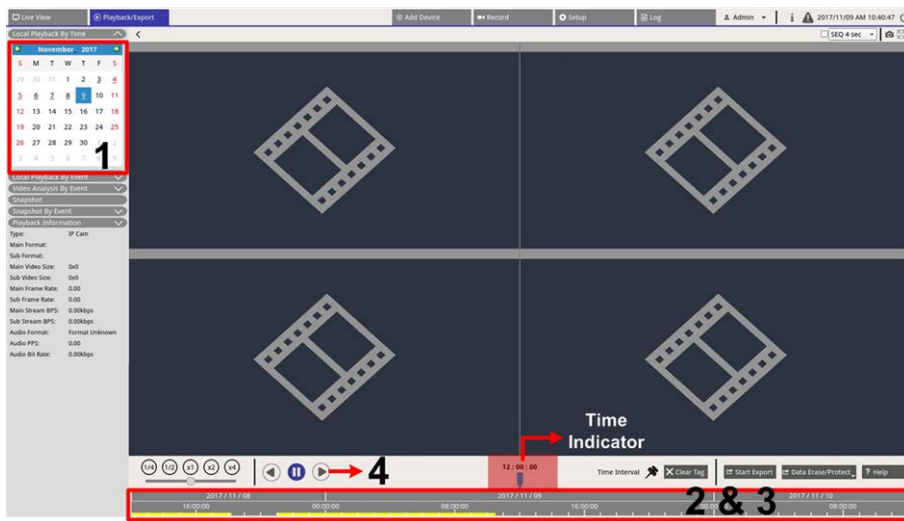 Live View
Playback/Export
Add Device
Record
Setup
Log
Admin
i
2017/11/09 AM 10:40:47
Local Playback By Time
SEQ 4 sec
November, 2017
S M T W T F S
29 30 31 1 2 3 4
5 6 7 8 9 10 11
12 13 14 15 16 17 18
19 20 21 22 23 24 25
26 27 28 29 30 2
3 4 5 6 7 9
1
Local Playback By Event
Video Analysis By Event
Snapshot
Snapshot By Event
Playback Information
Type: IP Cam
Main Format:
Sub Format:
Main Video Size: 0x0
Sub Video Size: 0x0
Main Frame Rate: 0.00
Sub Frame Rate: 0.00
Main Stream BPS: 0.00kbps
Sub Stream BPS: 0.00kbps
Audio Format: Format Unknown
Audio PPS: 0.00
Audio Bit Rate: 0.00kbps
Time
Indicator
1/4 1/2 x1 x2 x4
4
12 : 00 : 00
Time Interval
Clear Tag
Start Export
Data Erase/Protect
? Help
2 & 3
2017 / 11 / 08
2017 / 11 / 09
2017 / 11 / 10
16:00:00
00:00:00
08:00:00
08:00:00